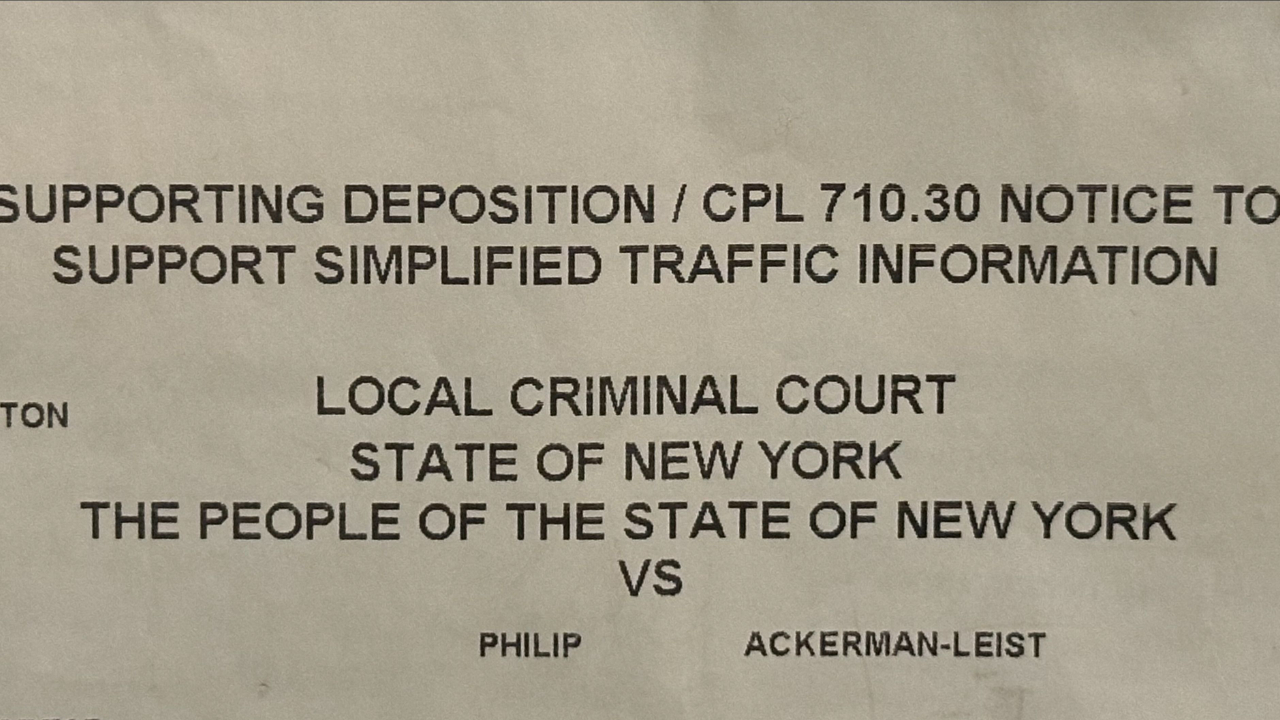 SUPPORTING DEPOSITION / CPL 710.30 NOTICE TO
SUPPORT SIMPLIFIED TRAFFIC INFORMATION
LOCAL CRIMINAL COURT
TON
STATE OF NEW YORK
THE PEOPLE OF THE STATE OF NEW YORK
VS
PHILIP ACKERMAN-LEIST